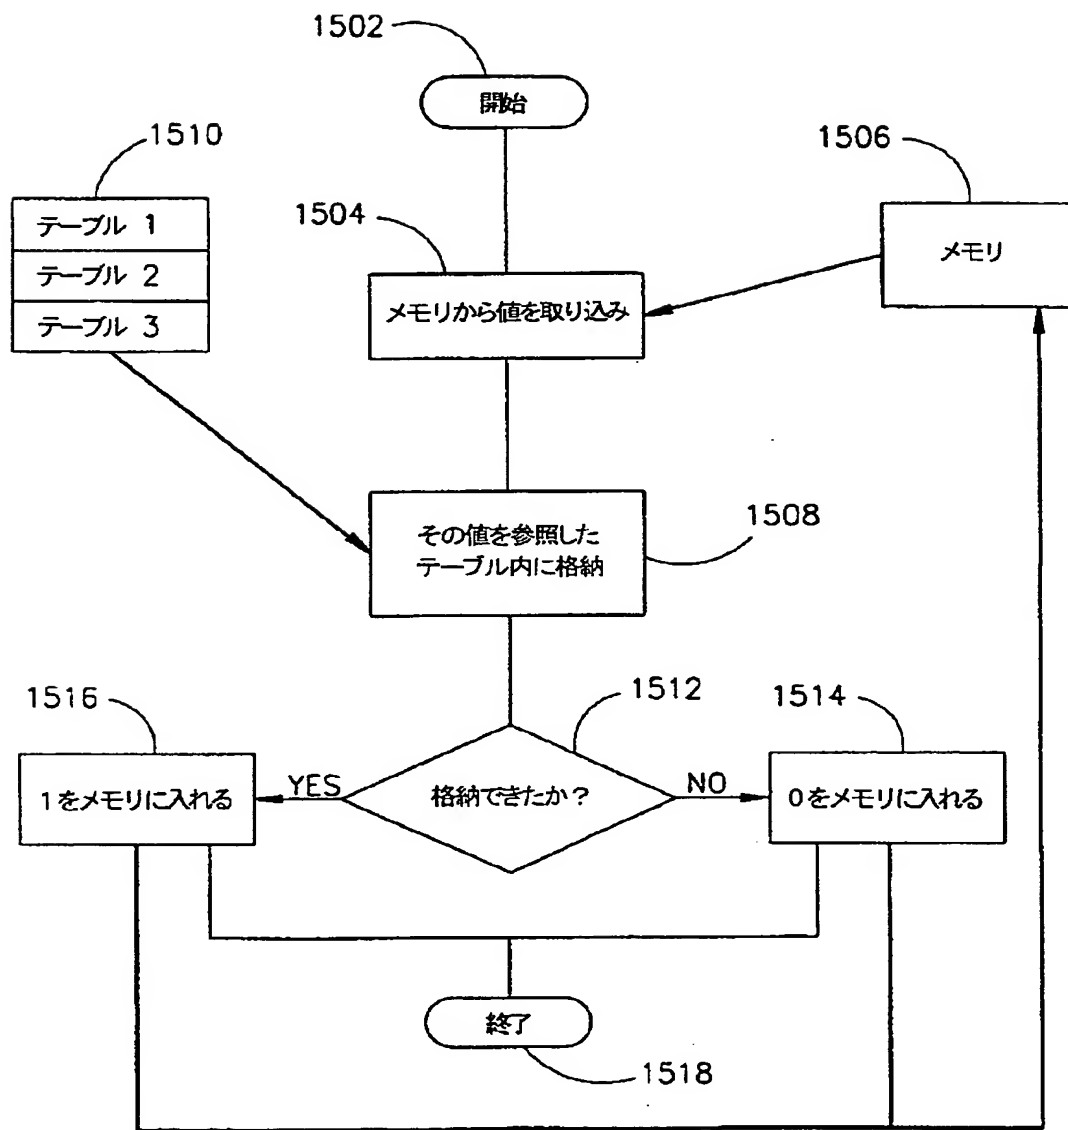 1502
開始
1510
1506
テーブル 1
1504
メモリ
テーブル 2
テーブル 3
メモリから値を取り込み
その値を参照した
テーブル内に格納
1508
1516
1512
1514
1をメモリに入れる
YES
格納できたか?
NO
0をメモリに入れる
終了
1518